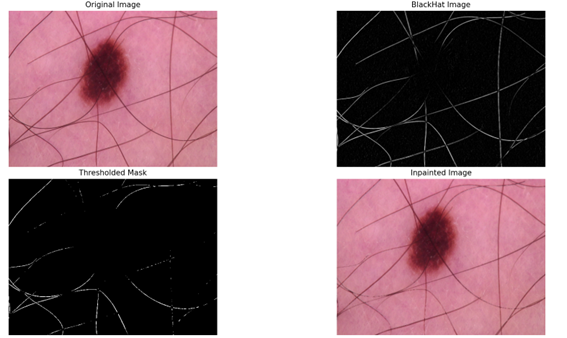 Original Image
BlackHat Image
Thresholded Mask
Inpainted Image